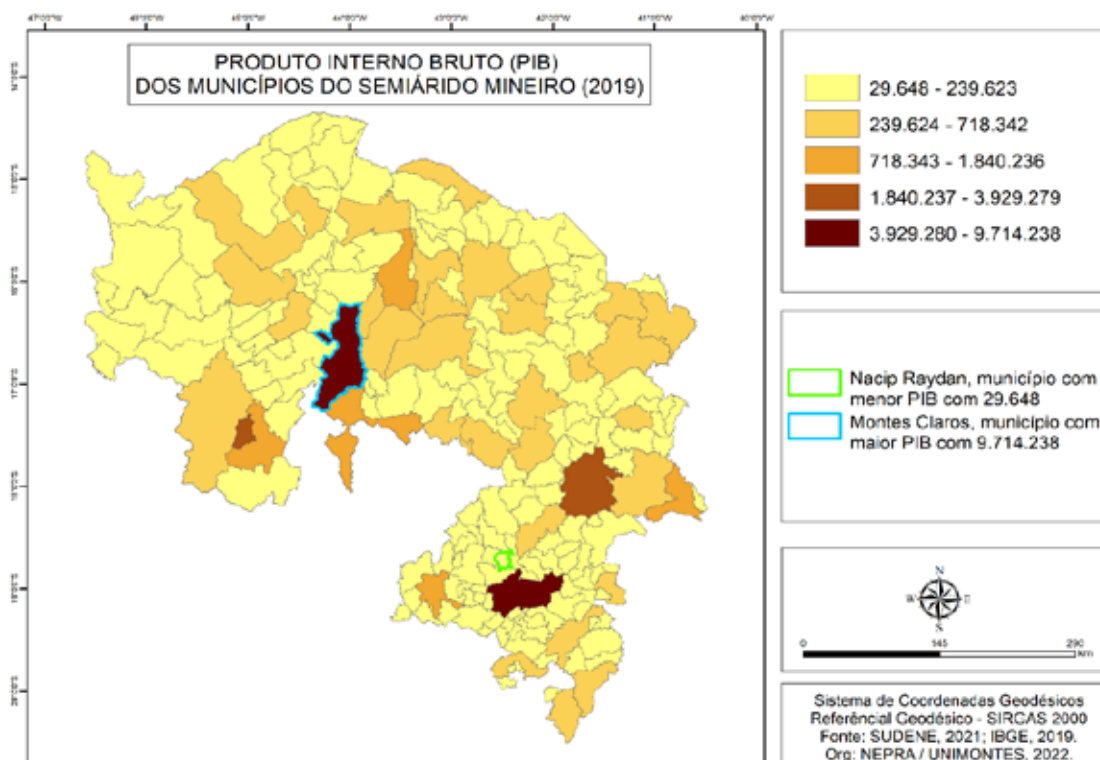 PRODUTO INTERNO BRUTO (PIB)
DOS MUNICÍPIOS DO SEMIÁRIDO MINEIRO (2019)
29.648 - 239.623
239.624 - 718.342
718.343 - 1.840.236
1.840.237 - 3.929.279
3.929.280 - 9.714.238
Nacip Raydan, município com
menor PIB com 29.648
Montes Claros, município com
maior PIB com 9.714.238
N
W E
S
0 145 290
km
Sistema de Coordenadas Geodésicos
Referêncial Geodésico - SIRCAS 2000
Fonte: SUDENE, 2021; IBGE, 2019.
Org: NEPRA / UNIMONTES, 2022.